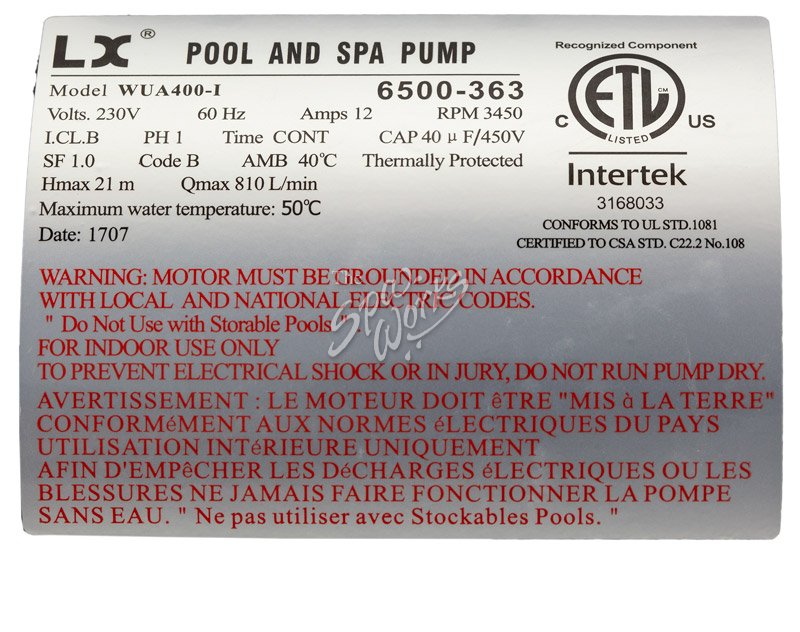 LX® POOL AND SPA PUMP
Model WUA400-I 6500-363
Volts. 230V 60 Hz Amps 12 RPM 3450
I.CL.B PH 1 Time CONT CAP 40 μF/450V
SF 1.0 Code B AMB 40℃ Thermally Protected
Hmax 21 m Qmax 810 L/min
Maximum water temperature: 50℃
Date: 1707
Recognized Component
C ETL CM US
LISTED
Intertek
3168033
CONFORMS TO UL STD.1081
CERTIFIED TO CSA STD. C22.2 No.108
WARNING: MOTOR MUST BE GROUNDED IN ACCORDANCE
WITH LOCAL AND NATIONAL ELECTRIC CODES.
" Do Not Use with Storable Pools. "
FOR INDOOR USE ONLY
TO PREVENT ELECTRICAL SHOCK OR IN JURY, DO NOT RUN PUMP DRY.
AVERTISSEMENT : LE MOTEUR DOIT êTRE "MIS à LA TERRE"
CONFORMéMENT AUX NORMES éLECTRIQUES DU PAYS
UTILISATION INTéRIEURE UNIQUEMENT
AFIN D'EMPêCHER LES DéCHARGES éLECTRIQUES OU LES
BLESSURES NE JAMAIS FAIRE FONCTIONNER LA POMPE
SANS EAU. " Ne pas utiliser avec Stockables Pools. "
The Spa Works